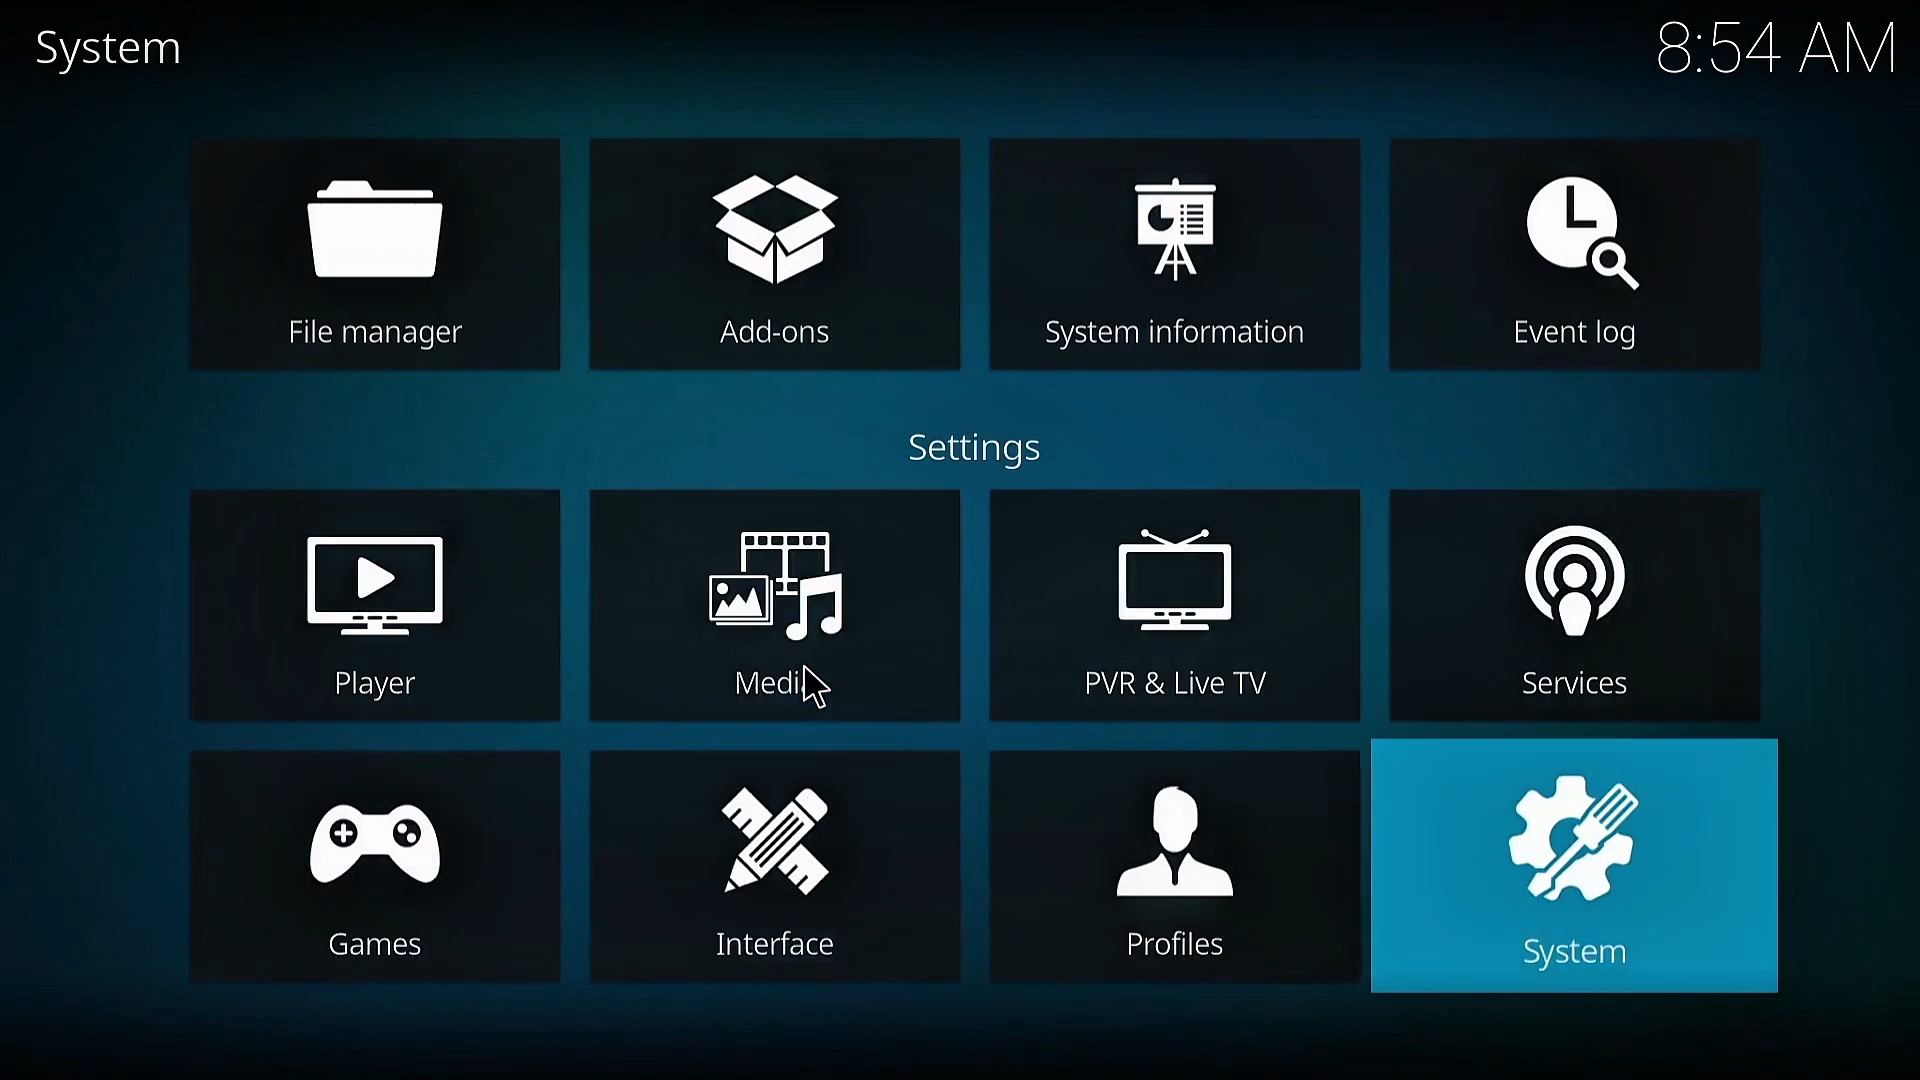 System
8:54 AM
File manager
Add-ons
System information
Event log
Settings
Player
Media
PVR & Live TV
Services
Games
Interface
Profiles
System